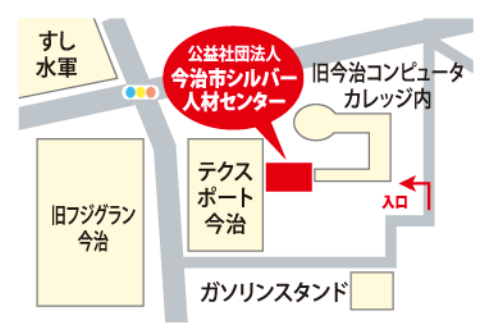 すし
水軍
公益社団法人
今治市シルバー
人材センター
旧今治コンピュータ
カレッジ内
テクス
ポート
今治
入口
旧フジグラン
今治
ガソリンスタンド